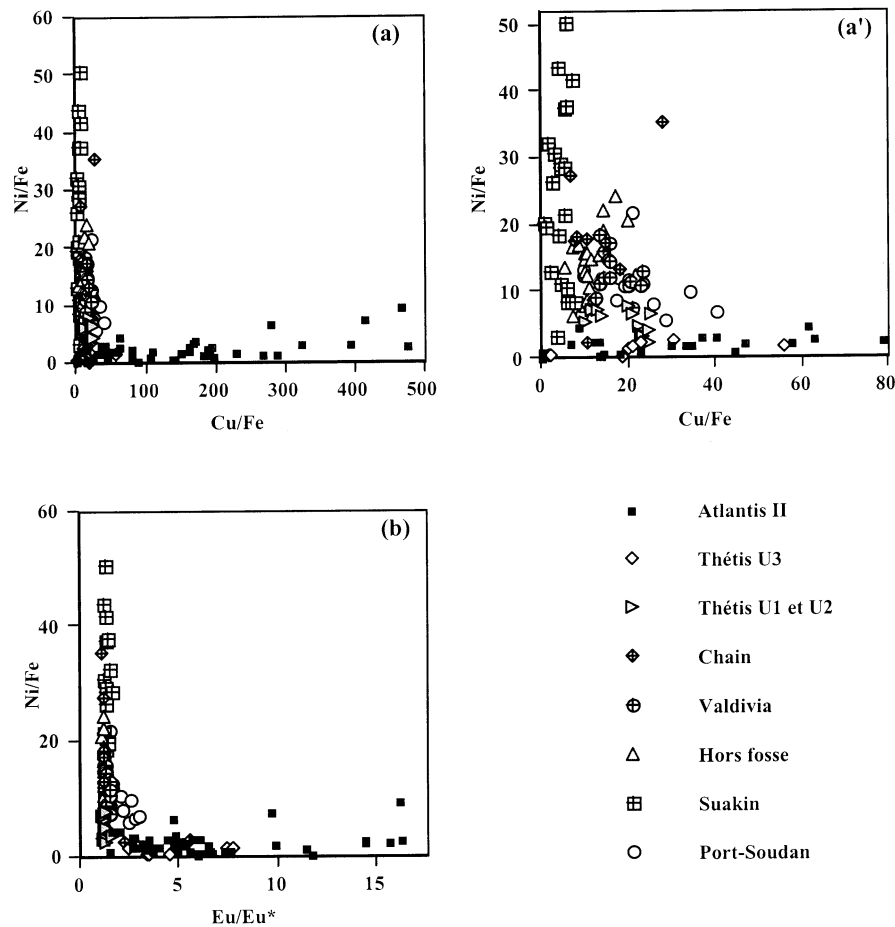 (a)
60
50
40
30
20
10
0
Ni/Fe
0 100 200 300 400 500
Cu/Fe
(a')
50
40
30
20
10
0
Ni/Fe
0 20 40 60 80
Cu/Fe
(b)
60
40
20
0
Ni/Fe
0 5 10 15
Eu/Eu*
Atlantis II
Thétis U3
Thétis U1 et U2
Chain
Valdivia
Hors fosse
Suakin
Port-Soudan